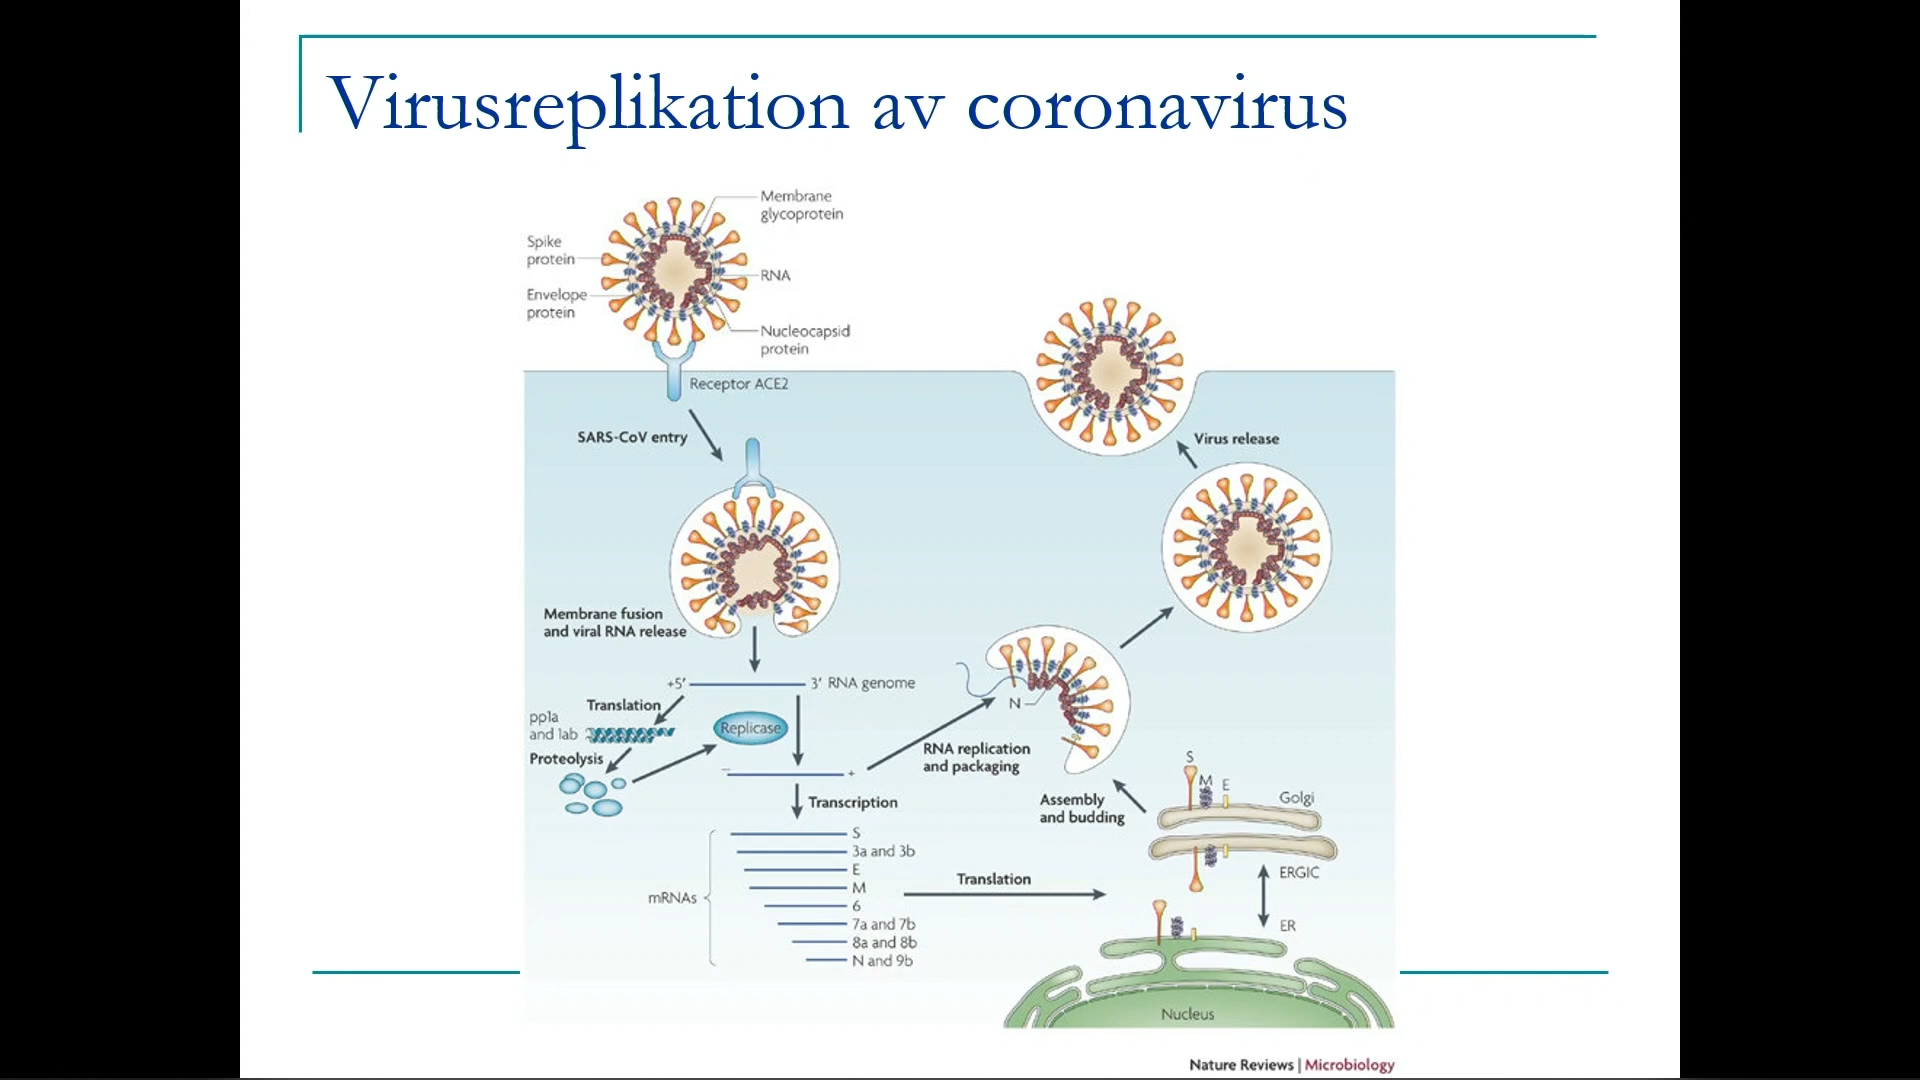 Virusreplikation av coronavirus
Membrane
glycoprotein
Spike
protein
RNA
Envelope
protein
Nucleocapsid
protein
Receptor ACE2
SARS-CoV entry
Virus release
Membrane fusion
and viral RNA release
+5′
3′ RNA genome
Translation
pp1a
and 1ab
Replicase
Proteolysis
N
RNA replication
and packaging
–
+
Transcription
S
M
E
Golgi
Assembly
and budding
mRNAs
S
3a and 3b
E
M
6
7a and 7b
8a and 8b
N and 9b
Translation
ERGIC
ER
Nucleus
Nature Reviews | Microbiology